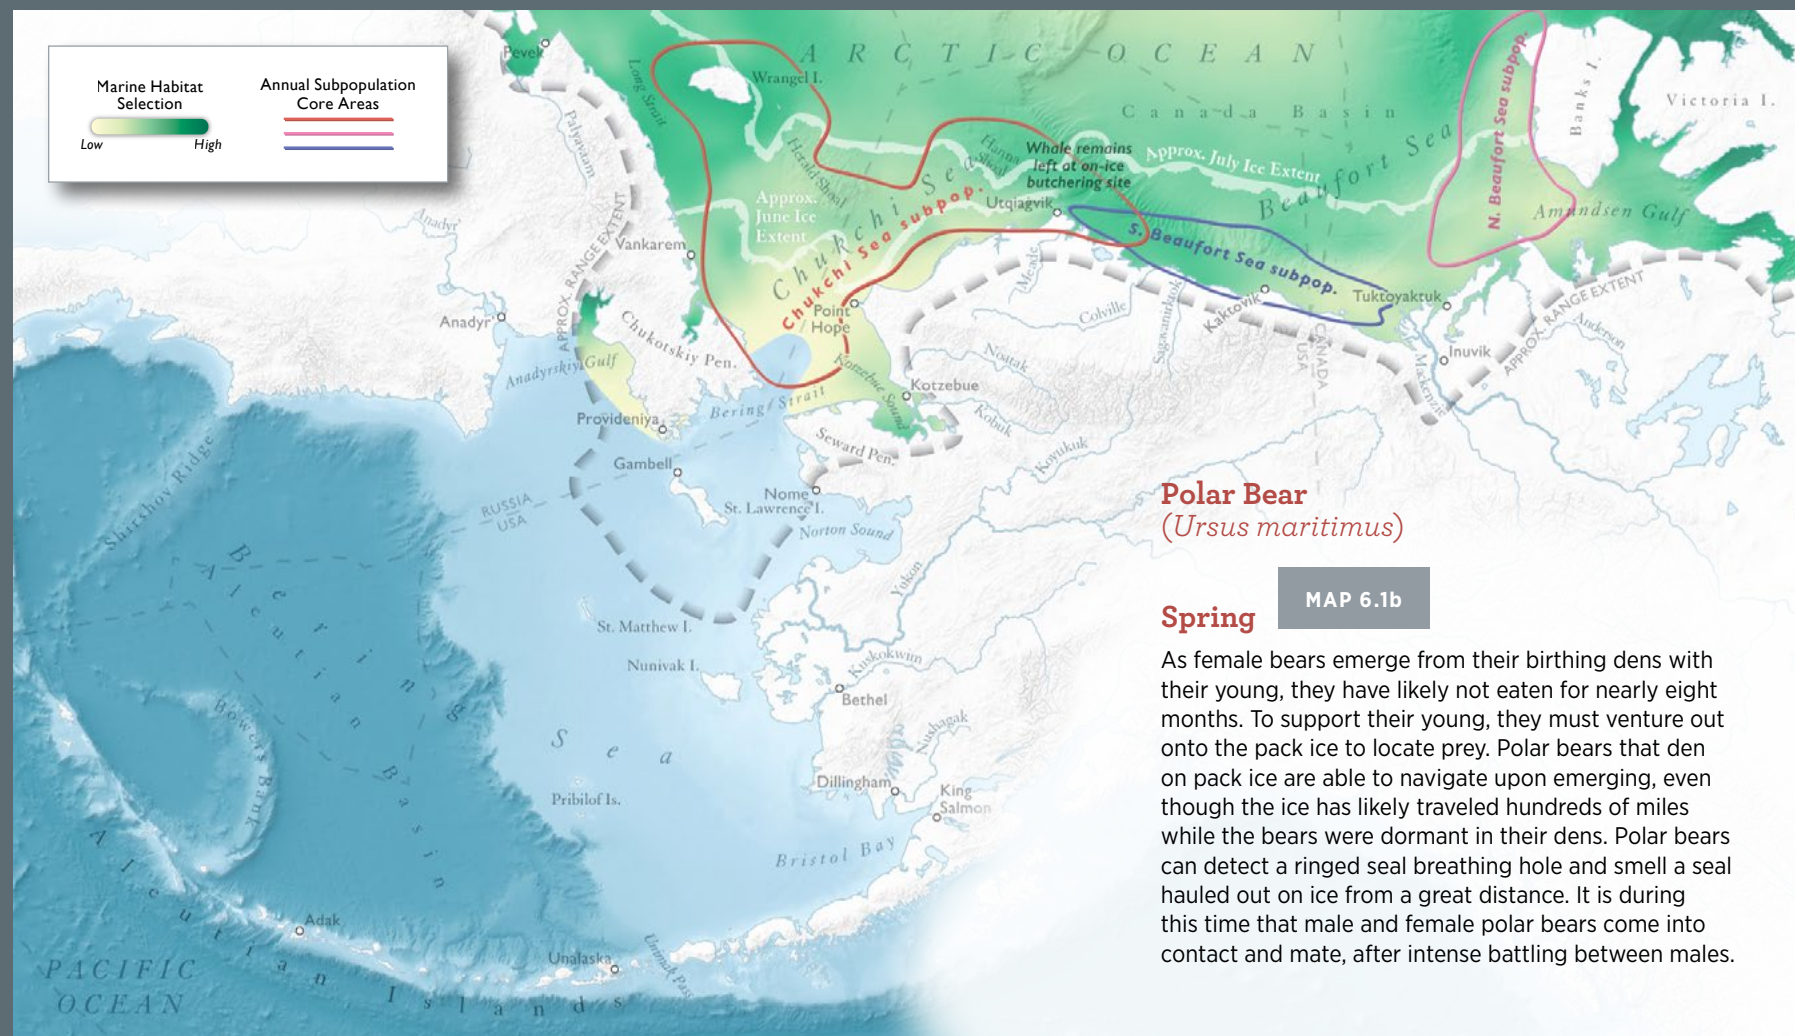 Marine Habitat
Selection
Low
High
Annual Subpopulation
Core Areas
Pevek
Long Strait
Wrangel I.
ARCTIC OCEAN
Canada Basin
Banks I.
Victoria I.
Palyavaam
Herald Shoal
Hanna
Shoal
Whale remains
left at on-ice
butchering site
Approx. July Ice Extent
Beaufort Sea
N. Beaufort Sea subpop.
Amundsen Gulf
Approx.
June Ice
Extent
Chukchi Sea
Chukchi Sea subpop.
Utqiaġvik
S. Beaufort Sea subpop.
Anadyr'
APPROX. RANGE EXTENT
Vankarem
Meade
Colville
Sagavanirktok
Kaktovik
Tuktoyaktuk
APPROX. RANGE EXTENT
Anderson
Inuvik
Mackenzie
CANADA
USA
Anadyr'
Point
Hope
Chukotskiy Pen.
Anadyrskiy Gulf
Noatak
Kotzebue
Kotzebue Sound
Kobuk
Koyukuk
Bering Strait
Provideniya
Seward Pen.
Gambell
Nome
St. Lawrence I.
Norton Sound
RUSSIA
USA
Shirshov Ridge
Yukon
Bering
Sea
Aleutian
Basin
St. Matthew I.
Nunivak I.
Kuskokwim
Bethel
Nushagak
Bowers Bank
Dillingham
King
Salmon
Pribilof Is.
Bristol Bay
Adak
Unalaska
Unimak Pass
Aleutian Islands
PACIFIC
OCEAN
Polar Bear
(Ursus maritimus)
MAP 6.1b
Spring
As female bears emerge from their birthing dens with
their young, they have likely not eaten for nearly eight
months. To support their young, they must venture out
onto the pack ice to locate prey. Polar bears that den
on pack ice are able to navigate upon emerging, even
though the ice has likely traveled hundreds of miles
while the bears were dormant in their dens. Polar bears
can detect a ringed seal breathing hole and smell a seal
hauled out on ice from a great distance. It is during
this time that male and female polar bears come into
contact and mate, after intense battling between males.